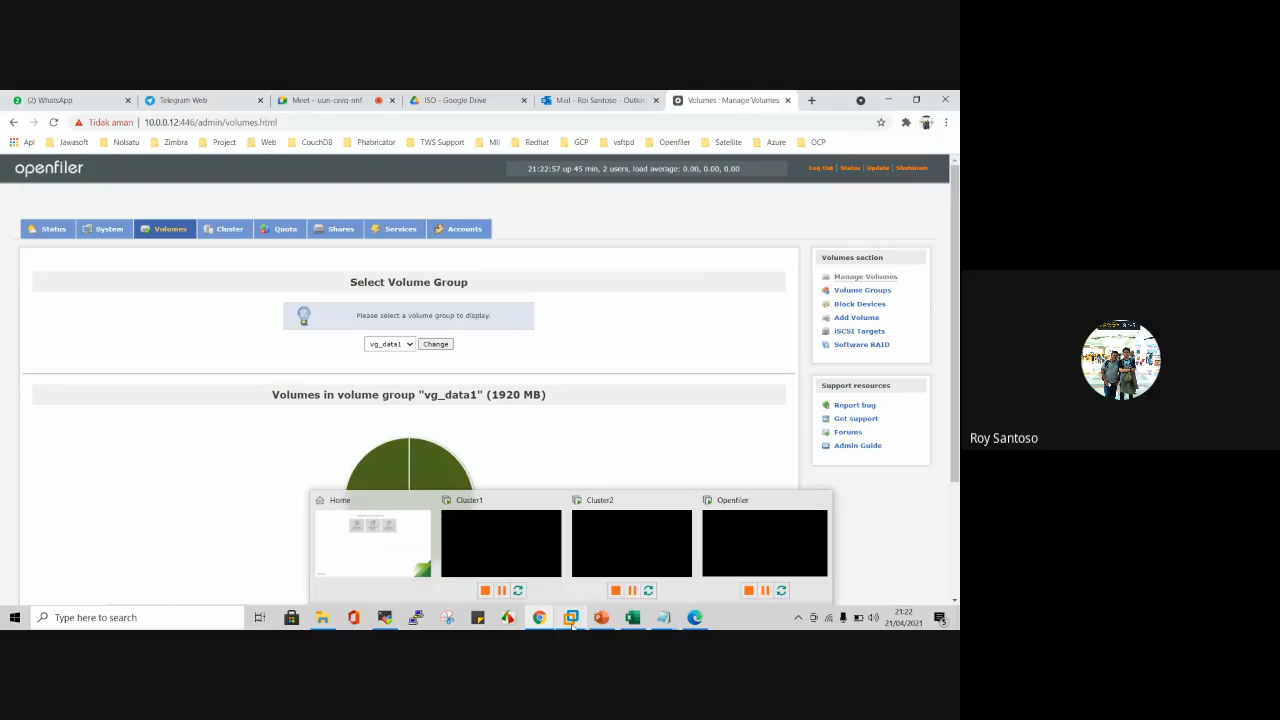 (2) WhatsApp
Telegram Web
Meet – uun-cxvq-nnf
ISO - Google Drive
Mail - Roi Santoso - Outlo
Volumes : Manage Volumes
Tidak aman
10.0.0.12:446/admin/volumes.html
Apl
Jawasoft
Nolsatu
Zimbra
Project
Web
CouchDB
Phabricator
TWS Support
MII
Redhat
GCP
vsftpd
Openfiler
Satellite
Azure
OCP
openfiler
21:22:57 up 45 min, 2 users, load average: 0.00, 0.00, 0.00
Log Out | Status | Update | Shutdown
Status
System
Volumes
Cluster
Quota
Shares
Services
Accounts
Select Volume Group
Please select a volume group to display.
vg_data1
Change
Volumes in volume group "vg_data1" (1920 MB)
Volumes section
Manage Volumes
Volume Groups
Block Devices
Add Volume
iSCSI Targets
Software RAID
Support resources
Report bug
Get support
Forums
Admin Guide
Home
Cluster1
Cluster2
Openfiler
Type here to search
21:22
21/04/2021
Roy Santoso